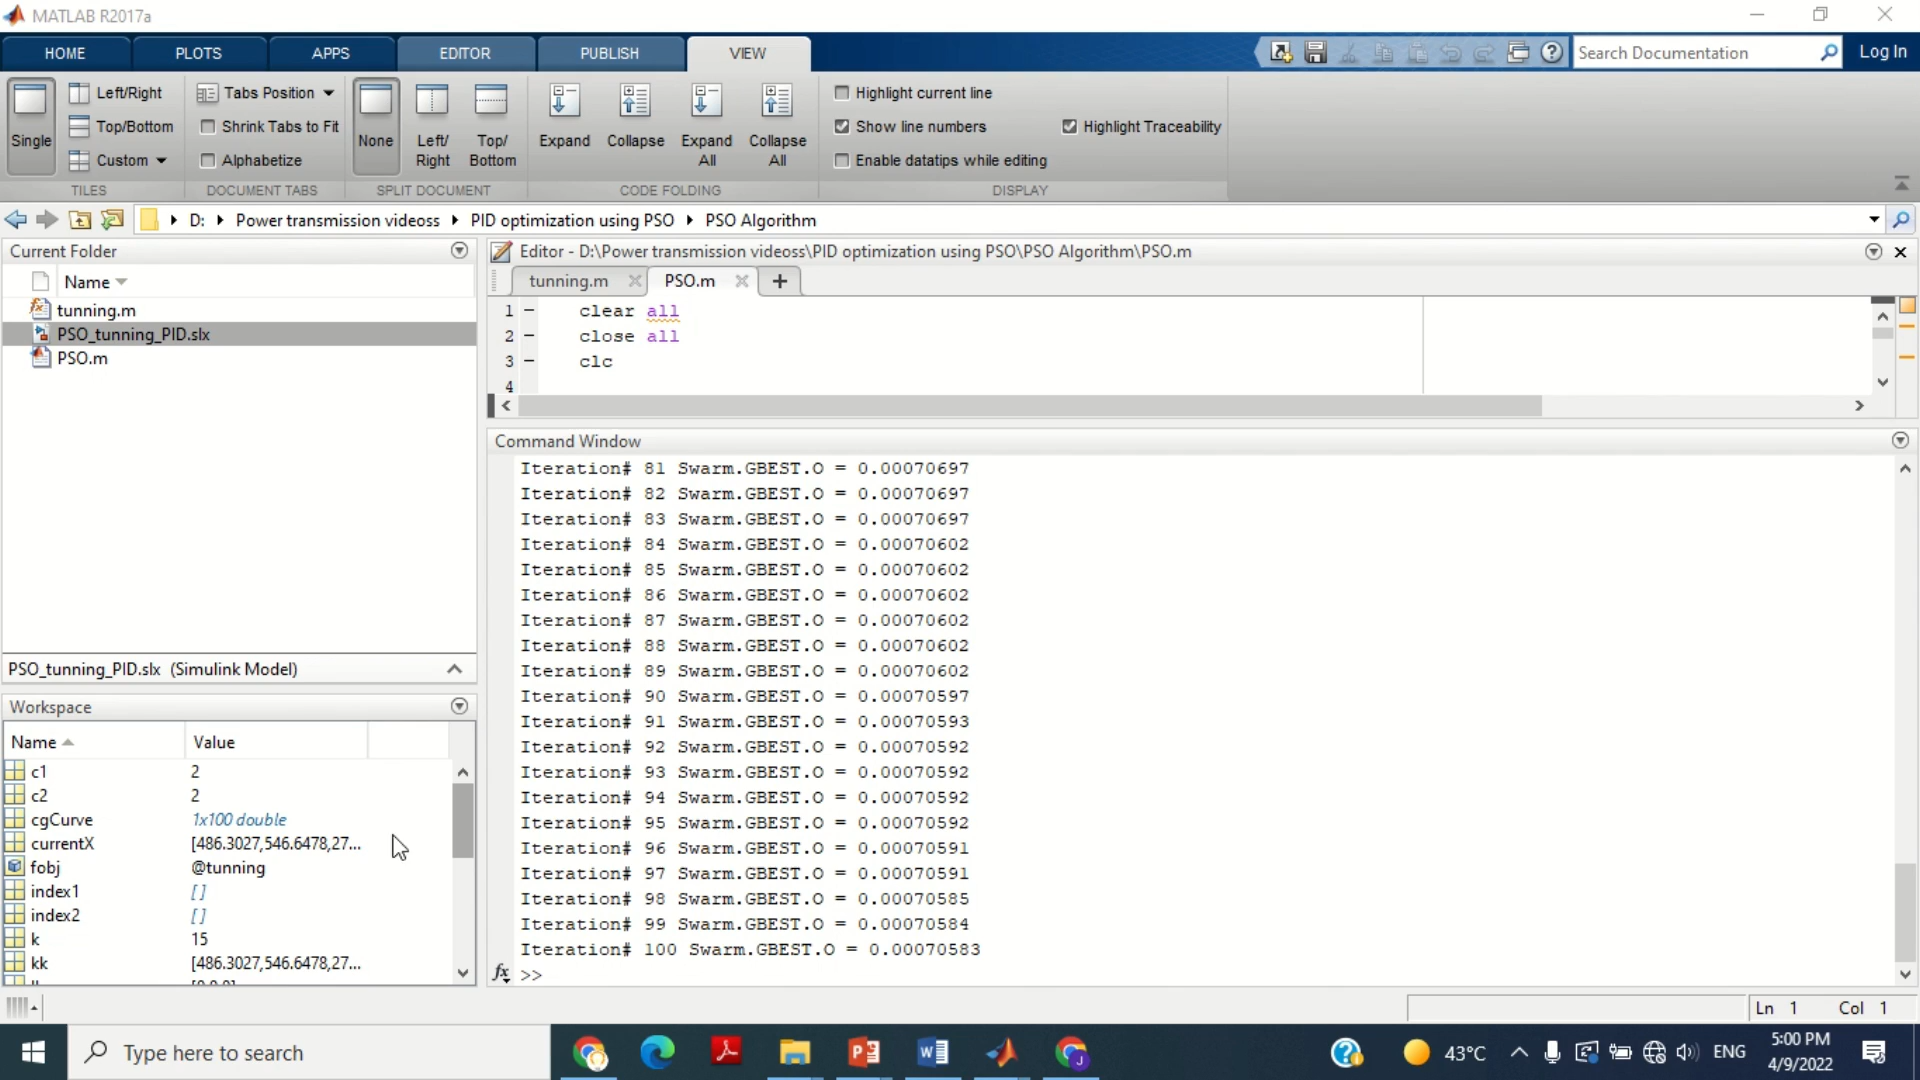 MATLAB R2017a
HOME PLOTS APPS EDITOR PUBLISH VIEW
Search Documentation
Log In
Single
Left/Right
Top/Bottom
Custom
TILES
Tabs Position
Shrink Tabs to Fit
Alphabetize
DOCUMENT TABS
None
Left/
Right
Top/
Bottom
SPLIT DOCUMENT
Expand
Collapse
Expand
All
Collapse
All
CODE FOLDING
Highlight current line
Show line numbers
Enable datatips while editing
Highlight Traceability
DISPLAY
D: Power transmission videoss PID optimization using PSO PSO Algorithm
Current Folder
Name
tunning.m
PSO_tunning_PID.slx
PSO.m
PSO_tunning_PID.slx (Simulink Model)
Workspace
Name Value
c1 2
c2 2
cgCurve 1x100 double
currentX [486.3027,546.6478,27...
fobj @tunning
index1 []
index2 []
k 15
kk [486.3027,546.6478,27...
Editor - D:\Power transmission videoss\PID optimization using PSO\PSO Algorithm\PSO.m
tunning.m PSO.m
1 - clear all
2 - close all
3 - clc
4
Command Window
Iteration# 81 Swarm.GBEST.O = 0.00070697
Iteration# 82 Swarm.GBEST.O = 0.00070697
Iteration# 83 Swarm.GBEST.O = 0.00070697
Iteration# 84 Swarm.GBEST.O = 0.00070602
Iteration# 85 Swarm.GBEST.O = 0.00070602
Iteration# 86 Swarm.GBEST.O = 0.00070602
Iteration# 87 Swarm.GBEST.O = 0.00070602
Iteration# 88 Swarm.GBEST.O = 0.00070602
Iteration# 89 Swarm.GBEST.O = 0.00070602
Iteration# 90 Swarm.GBEST.O = 0.00070597
Iteration# 91 Swarm.GBEST.O = 0.00070593
Iteration# 92 Swarm.GBEST.O = 0.00070592
Iteration# 93 Swarm.GBEST.O = 0.00070592
Iteration# 94 Swarm.GBEST.O = 0.00070592
Iteration# 95 Swarm.GBEST.O = 0.00070592
Iteration# 96 Swarm.GBEST.O = 0.00070591
Iteration# 97 Swarm.GBEST.O = 0.00070591
Iteration# 98 Swarm.GBEST.O = 0.00070585
Iteration# 99 Swarm.GBEST.O = 0.00070584
Iteration# 100 Swarm.GBEST.O = 0.00070583
fx >>
Ln 1 Col 1
Type here to search
43°C
ENG
5:00 PM
4/9/2022